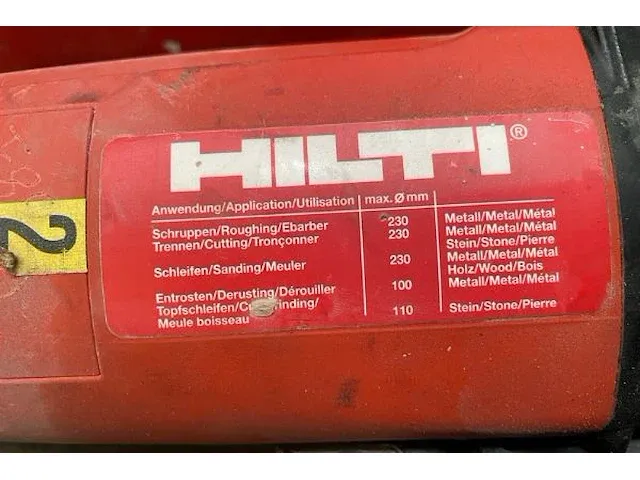 HILTI®
Anwendung/Application/Utilisation max. Ø mm
Schruppen/Roughing/Ebarber 230 Metall/Metal/Métal
Trennen/Cutting/Tronçonner 230 Metall/Metal/Métal
Stein/Stone/Pierre
Schleifen/Sanding/Meuler 230 Metall/Metal/Métal
Holz/Wood/Bois
Entrosten/Derusting/Dérouiller 100 Metall/Metal/Métal
Topfschleifen/ 110 Stein/Stone/Pierre
Meule boisseau
2